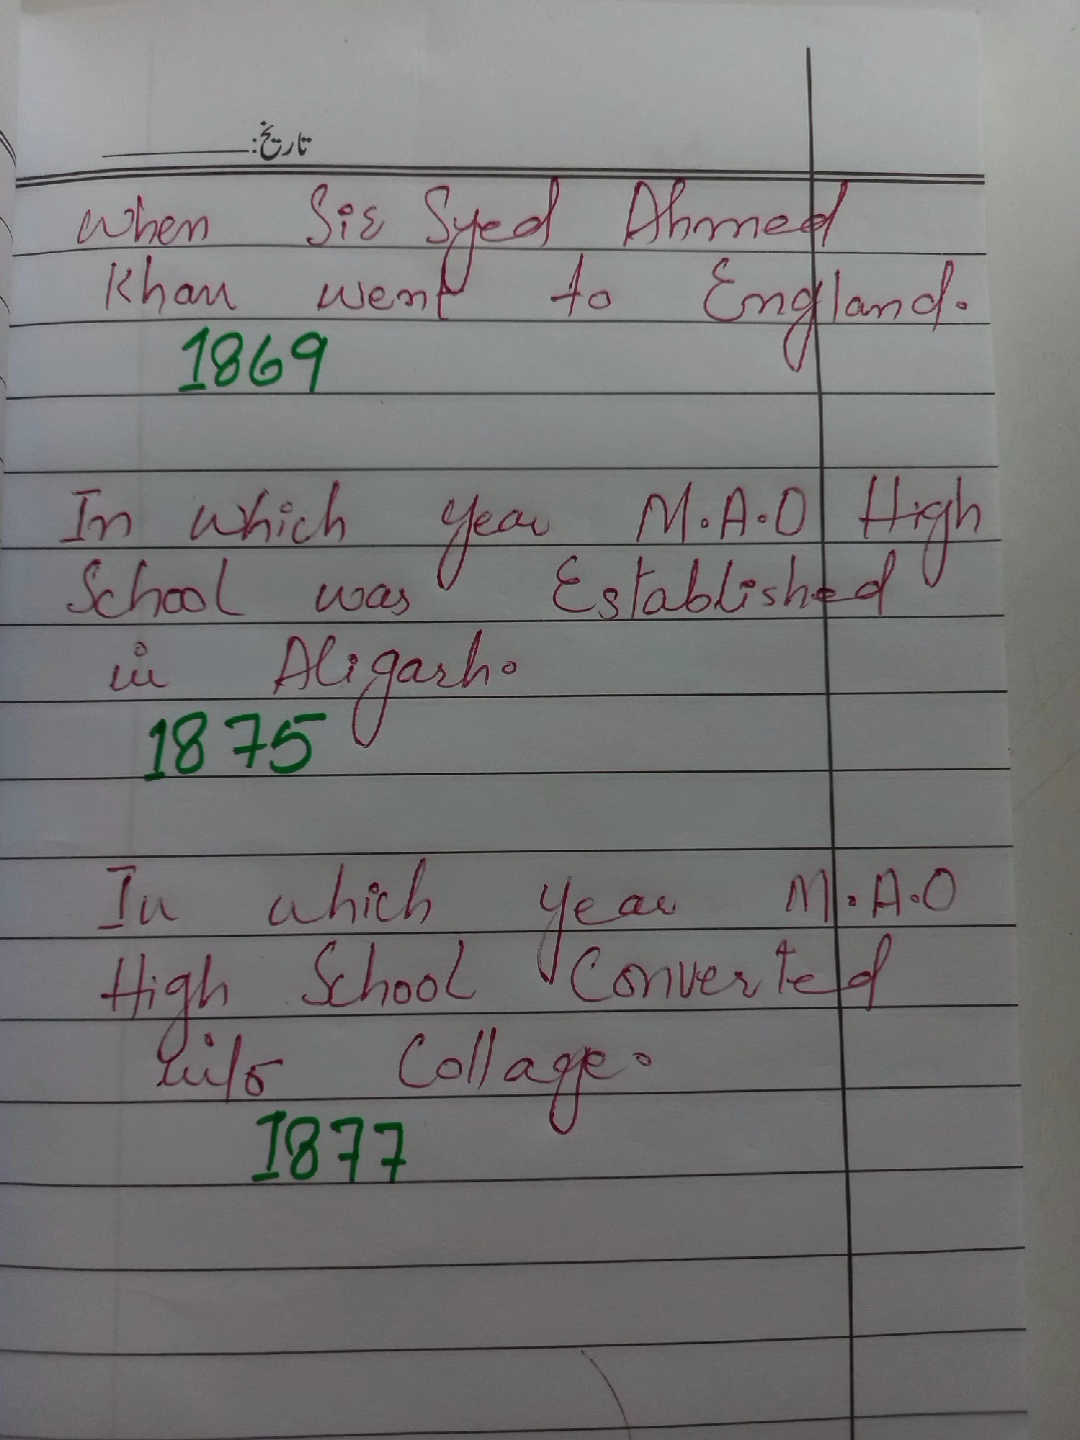 تاریخ:
When Sir Syed Ahmed
Khan went to England.
1869
In which year M.A.O High
School was Established
in Aligarh.
1875
In which year M.A.O
High School Converted
into Collage.
1877